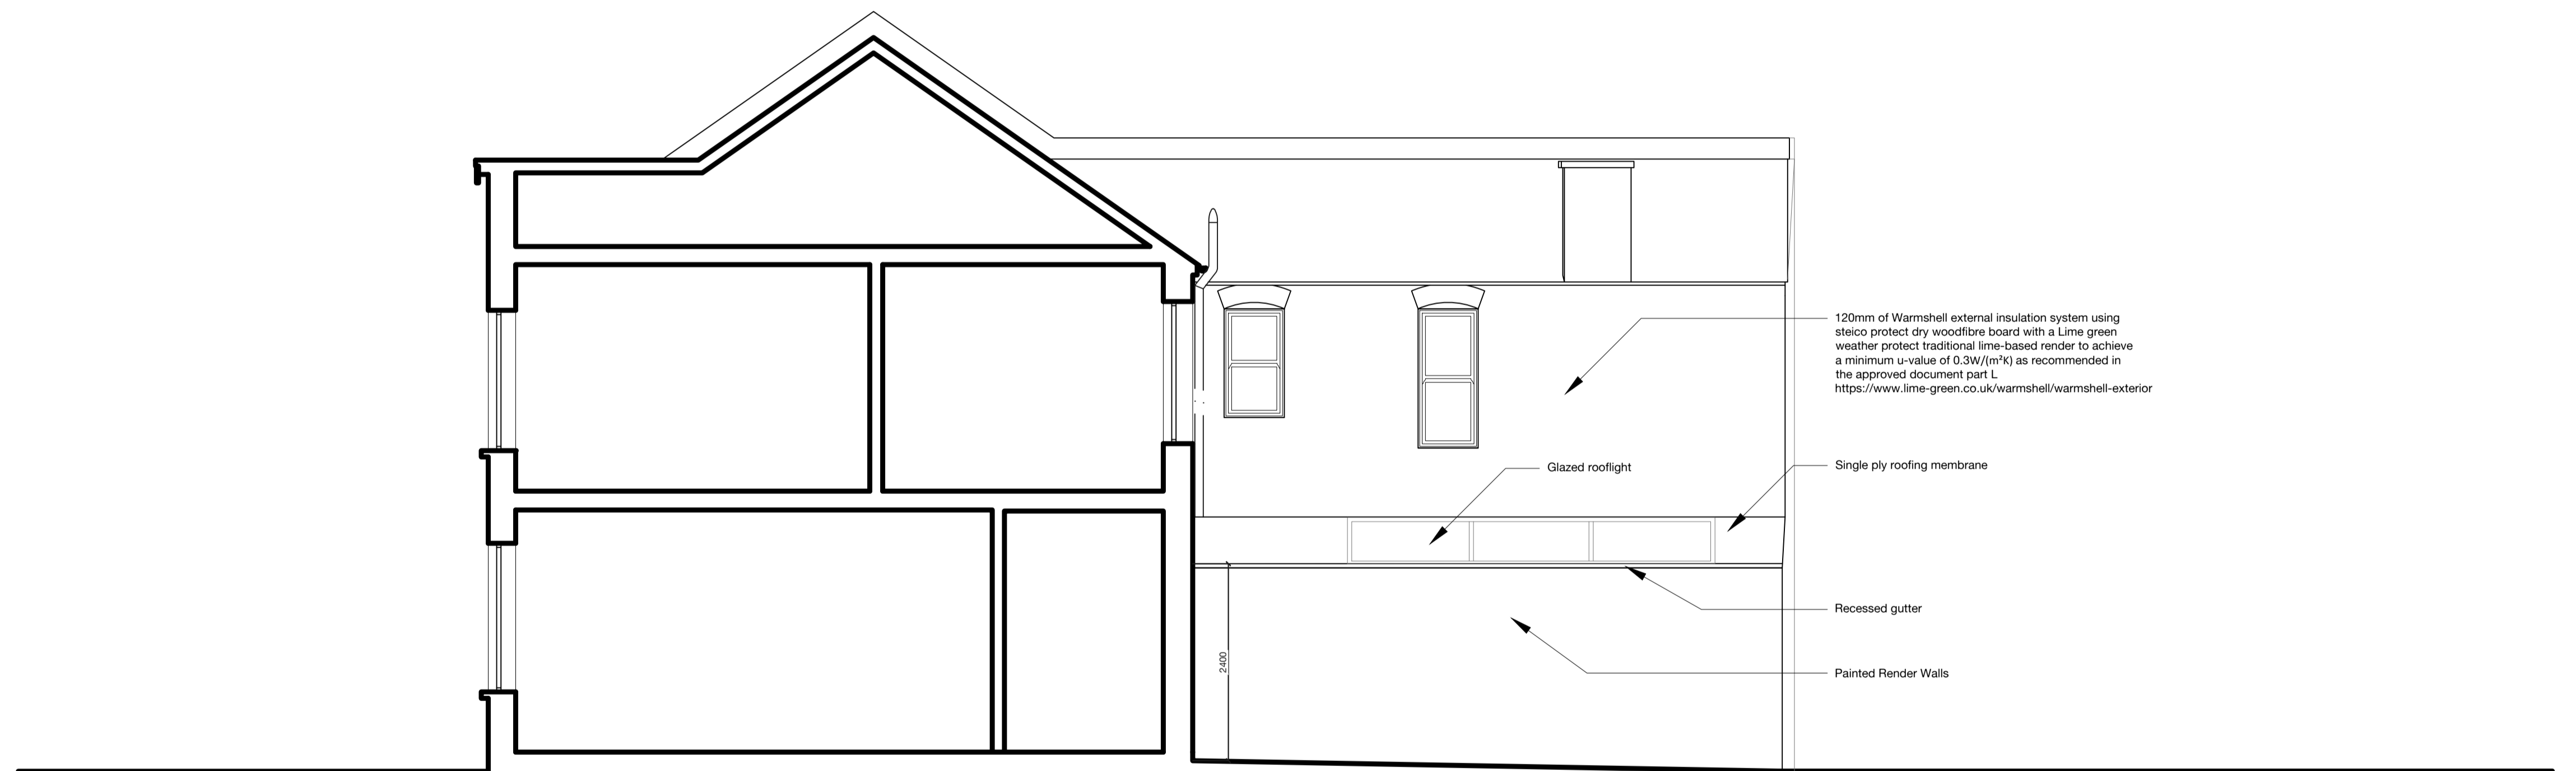 120mm of Warmshell external insulation system using
steico protect dry woodfibre board with a Lime green
weather protect traditional lime-based render to achieve
a minimum u-value of 0.3W/(m²K) as recommended in
the approved document part L
https://www.lime-green.co.uk/warmshell/warmshell-exterior
Glazed rooflight
Single ply roofing membrane
Recessed gutter
2400
Painted Render Walls